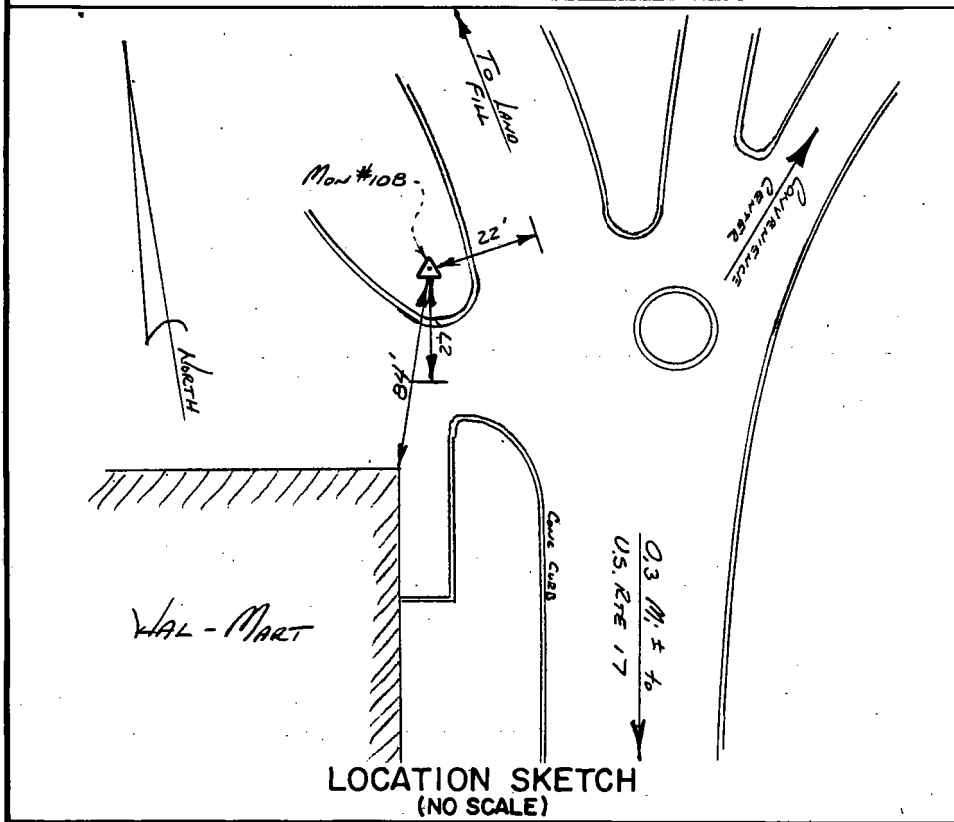 TO LAND
FILL
MON #108
22'
42
84'
NORTH
CONVENIENCE
CENTER
CONC CURB
WAL-MART
0.3 Mi ± to
U.S. RTE 17
LOCATION SKETCH
(NO SCALE)